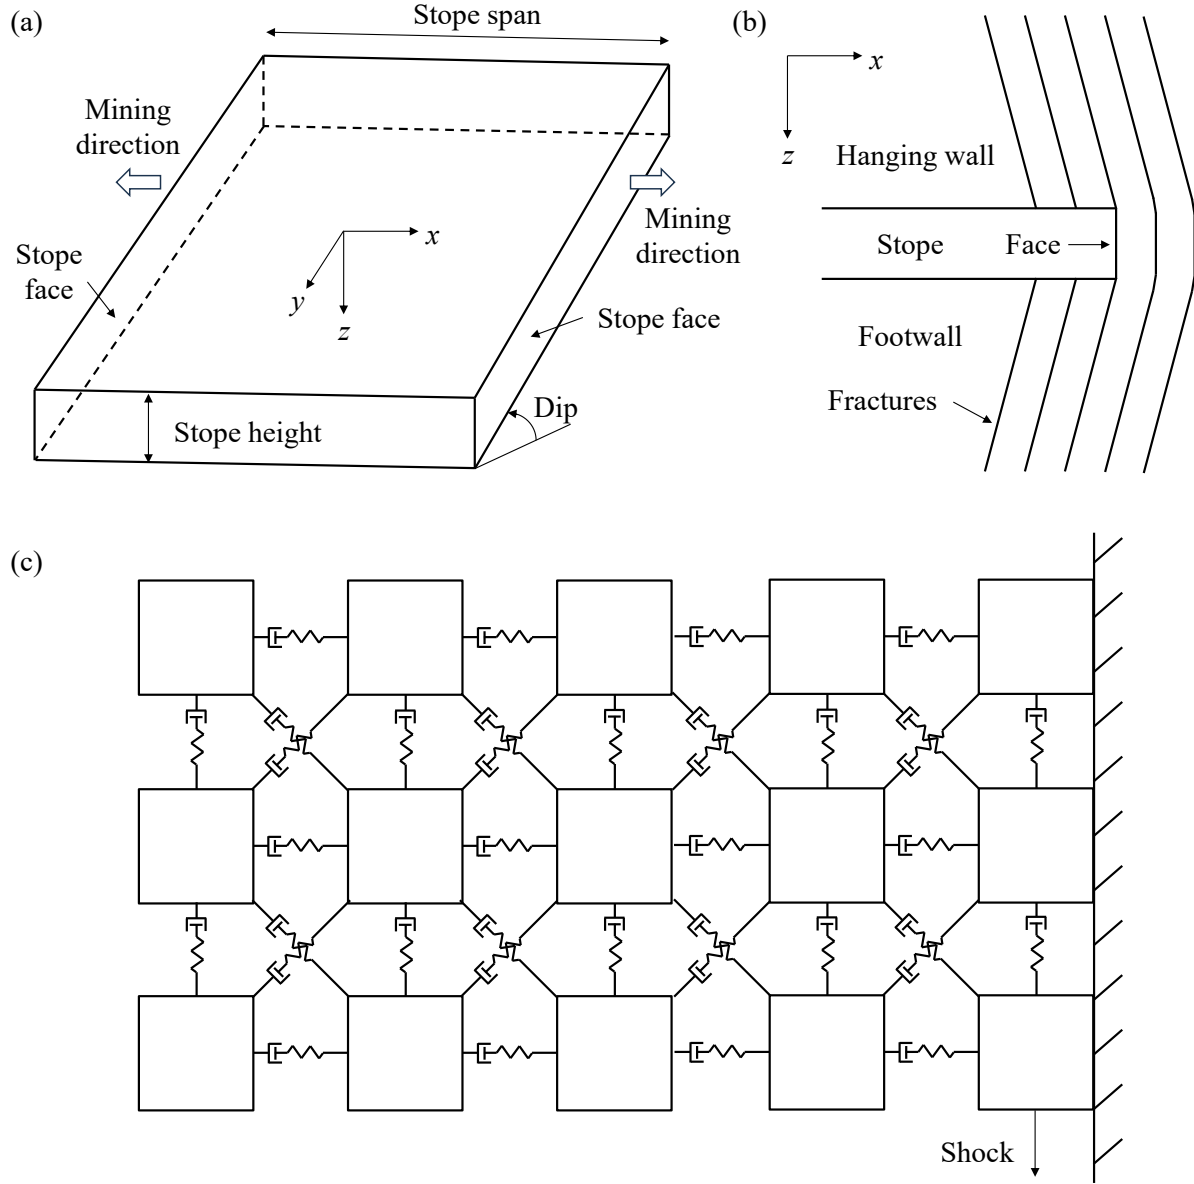 (a)
Stope span
Mining
direction
Mining
direction
Stope
face
x
y
z
Stope face
Dip
Stope height
(b)
x
z
Hanging wall
Stope
Face
Footwall
Fractures
(c)
Shock